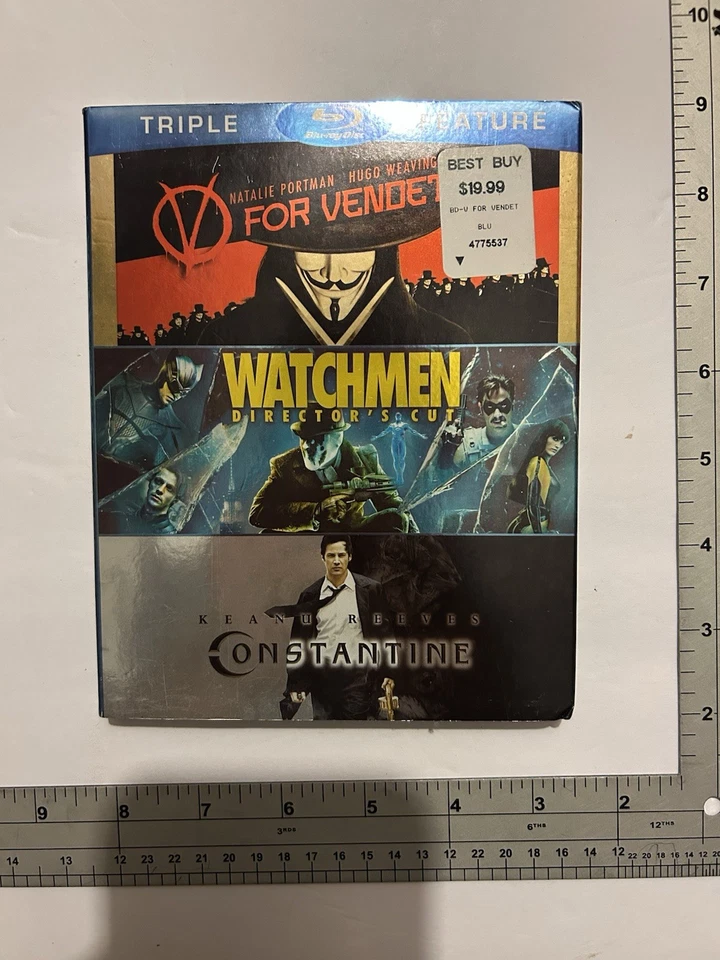 TRIPLE
Blu-ray Disc
FEATURE
NATALIE PORTMAN HUGO WEAVING
V FOR VENDET
BEST BUY
$19.99
BD-V FOR VENDET
BLU
4775537
WATCHMEN
DIRECTOR'S CUT
KEANU REEVES
CONSTANTINE
10
9
8
7
6
5
4
3
2
9 8 7 6 5 4 3 2
3RDS 6THS 12THS
14 13 12 23 22 21 20 19 18 17 16 15 14 13 12 22 20 18 16 14 12